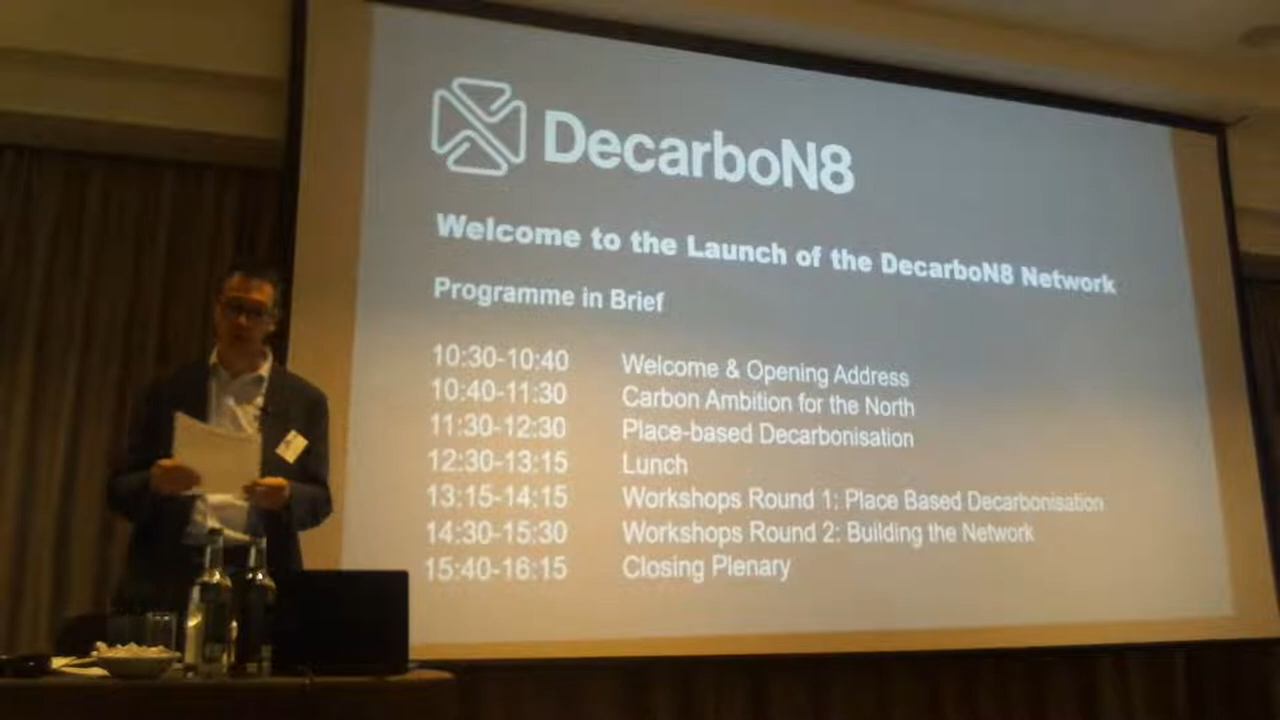 DecarboN8
Welcome to the Launch of the DecarboN8 Network
Programme in Brief
10:30-10:40 Welcome & Opening Address
10:40-11:30 Carbon Ambition for the North
11:30-12:30 Place-based Decarbonisation
12:30-13:15 Lunch
13:15-14:15 Workshops Round 1: Place Based Decarbonisation
14:30-15:30 Workshops Round 2: Building the Network
15:40-16:15 Closing Plenary